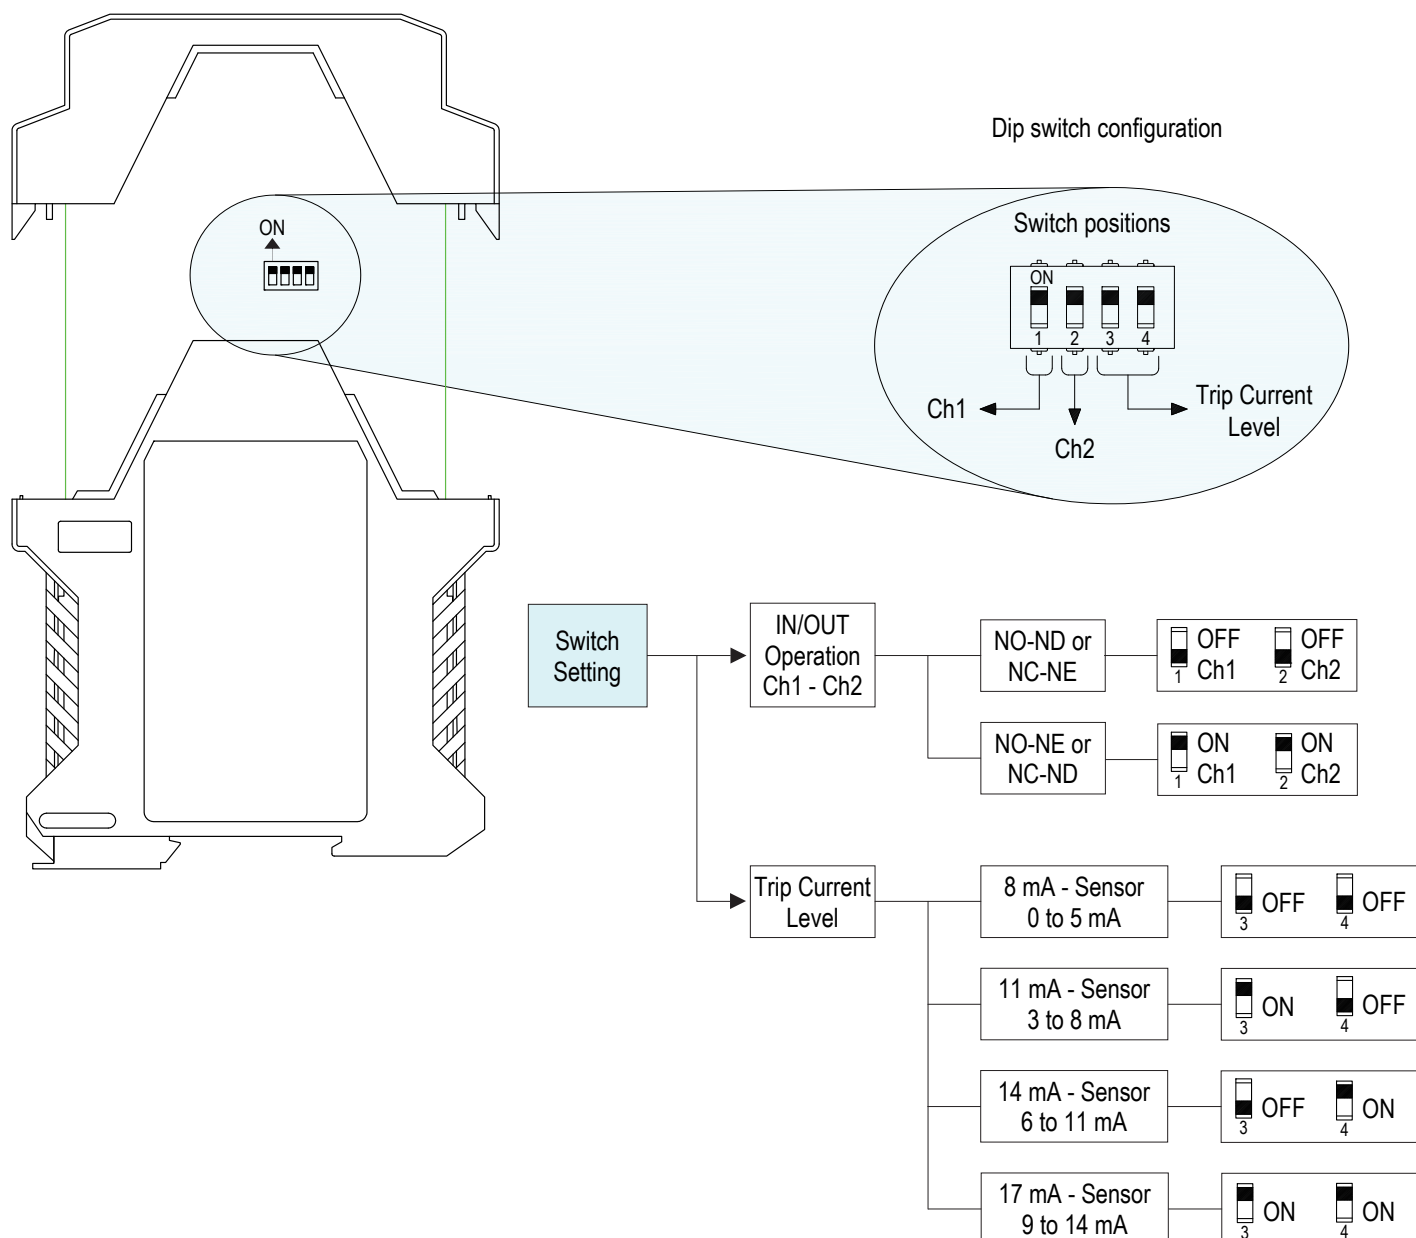 Dip switch configuration
ON
Switch positions
ON
1 2 3 4
Ch1
Ch2
Trip Current
Level
Switch
Setting
IN/OUT
Operation
Ch1 - Ch2
NO-ND or
NC-NE
OFF OFF
1 Ch1 2 Ch2
NO-NE or
NC-ND
ON ON
1 Ch1 2 Ch2
Trip Current
Level
8 mA - Sensor
0 to 5 mA
OFF OFF
3 4
11 mA - Sensor
3 to 8 mA
ON OFF
3 4
14 mA - Sensor
6 to 11 mA
OFF ON
3 4
17 mA - Sensor
9 to 14 mA
ON ON
3 4